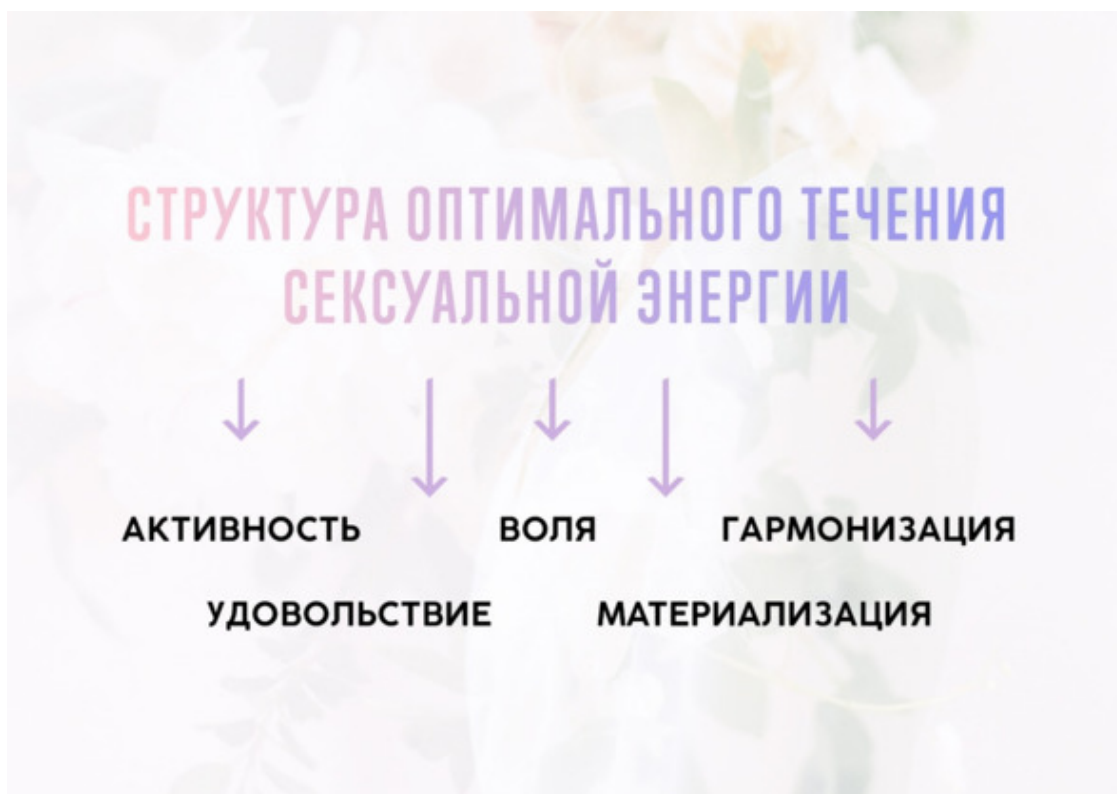 СТРУКТУРА ОПТИМАЛЬНОГО ТЕЧЕНИЯ
СЕКСУАЛЬНОЙ ЭНЕРГИИ
АКТИВНОСТЬ ВОЛЯ ГАРМОНИЗАЦИЯ
УДОВОЛЬСТВИЕ МАТЕРИАЛИЗАЦИЯ